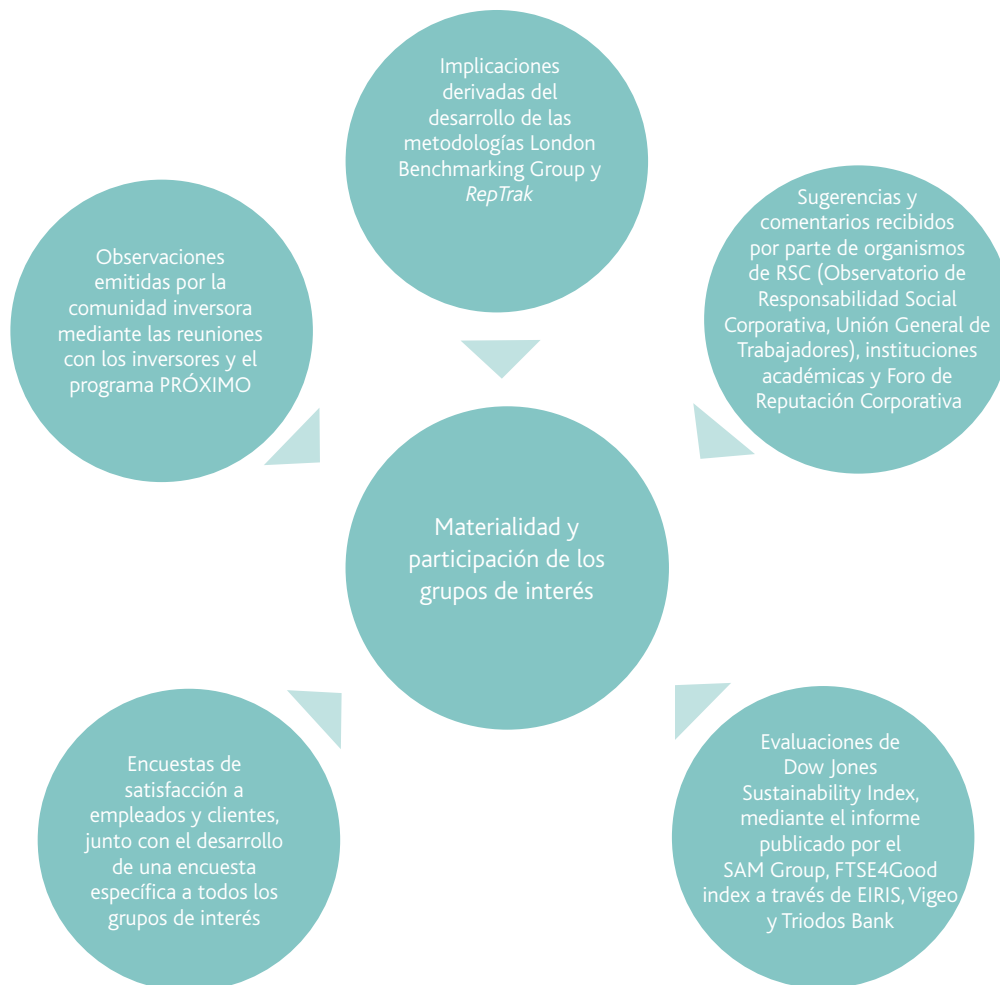 Implicaciones
derivadas del
desarrollo de las
metodologías London
Benchmarking Group y
RepTrak
Observaciones
emitidas por la
comunidad inversora
mediante las reuniones
con los inversores y el
programa PRÓXIMO
Sugerencias y
comentarios recibidos
por parte de organismos
de RSC (Observatorio de
Responsabilidad Social
Corporativa, Unión General de
Trabajadores), instituciones
académicas y Foro de
Reputación Corporativa
Materialidad y
participación de los
grupos de interés
Encuestas de
satisfacción a
empleados y clientes,
junto con el desarrollo
de una encuesta
específica a todos los
grupos de interés
Evaluaciones de
Dow Jones
Sustainability Index,
mediante el informe
publicado por el
SAM Group, FTSE4Good
index a través de EIRIS, Vigeo
y Triodos Bank